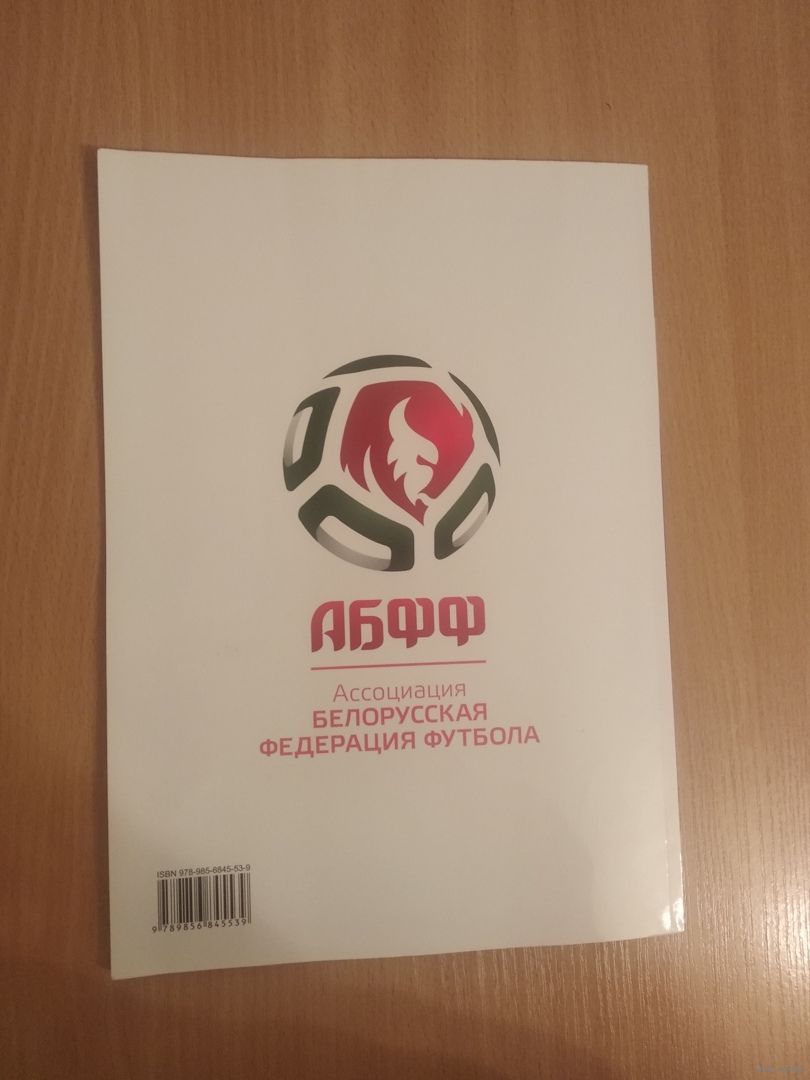 АБФФ
Ассоциация
БЕЛОРУССКАЯ
ФЕДЕРАЦИЯ ФУТБОЛА
ISBN 978-985-6845-53-9
9 789856 845539